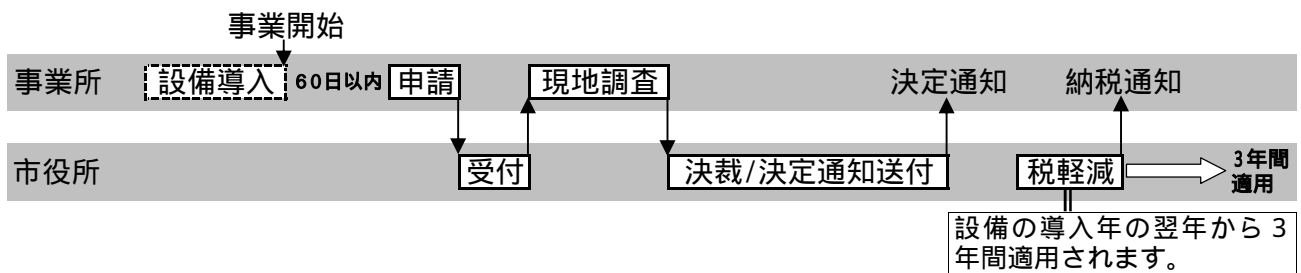 事業開始
事業所 設備導入 60日以内 申請 現地調査 決定通知 納税通知
市役所 受付 決裁/決定通知送付 税軽減 3年間
適用
設備の導入年の翌年から3
年間適用されます。